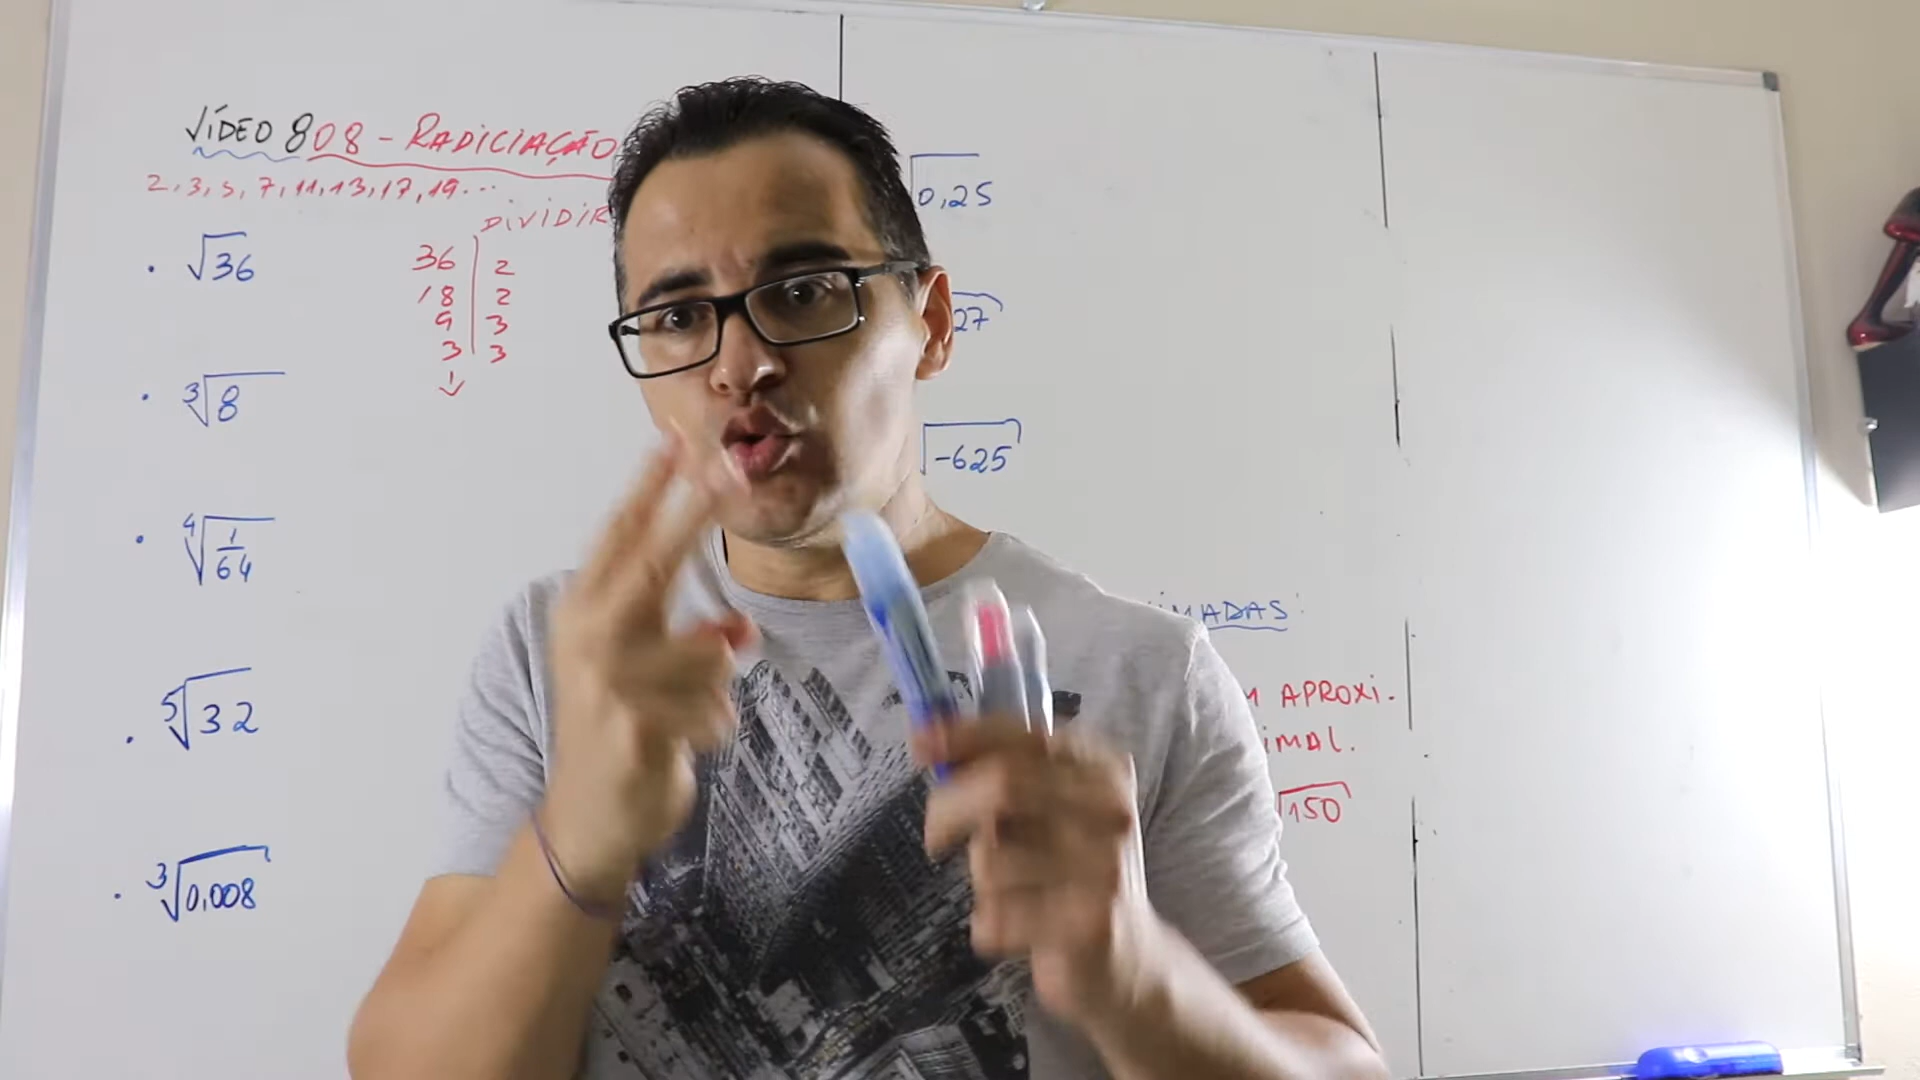 VÍDEO 808 - RADICIAÇÃO
2, 3, 5, 7, 11, 13, 17, 19...
DIVIDIR
• √36
36 | 2
18 | 2
9 | 3
3 | 3
1
• ³√8
• ⁴√1/64
• ⁵√32
• ³√0,008
√0,25
27
√-625
APROXI-
√150